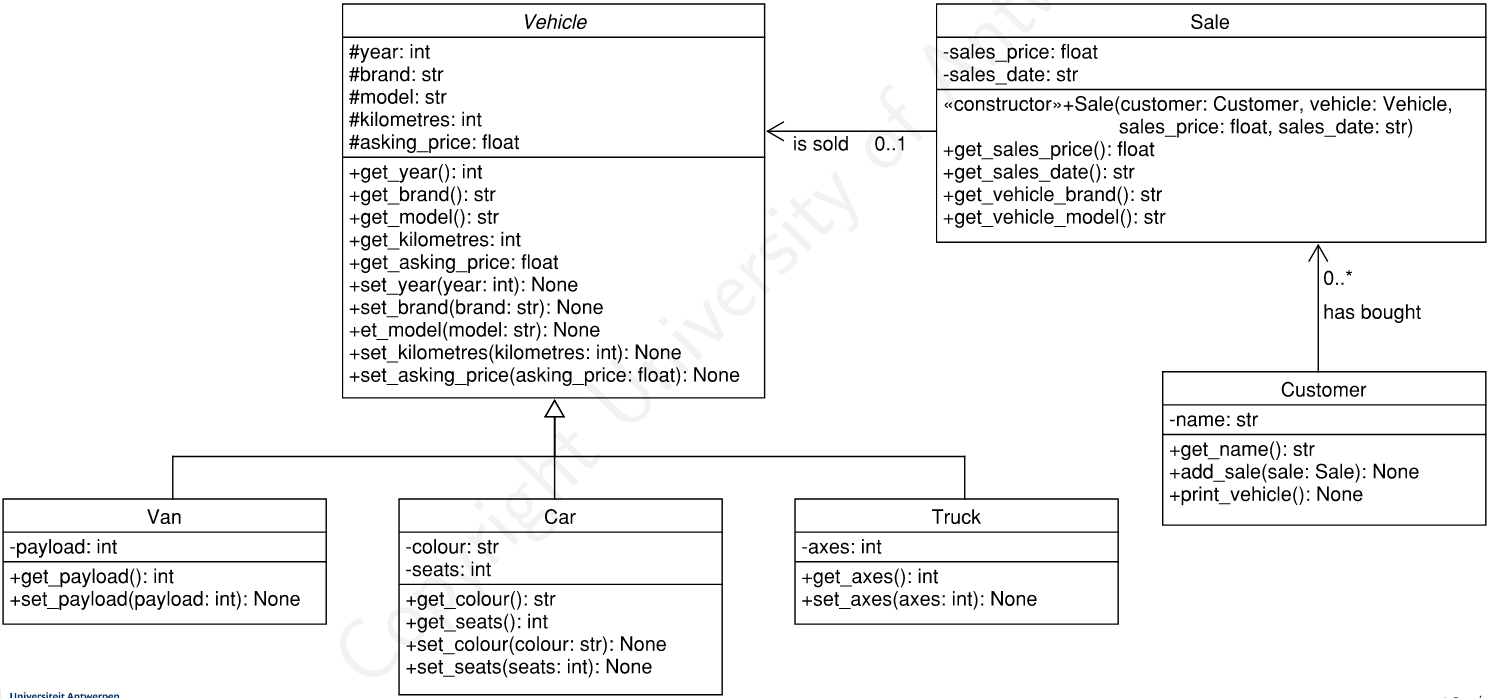 Vehicle
#year: int
#brand: str
#model: str
#kilometres: int
#asking_price: float
+get_year(): int
+get_brand(): str
+get_model(): str
+get_kilometres: int
+get_asking_price: float
+set_year(year: int): None
+set_brand(brand: str): None
+et_model(model: str): None
+set_kilometres(kilometres: int): None
+set_asking_price(asking_price: float): None
is sold 0..1
Sale
-sales_price: float
-sales_date: str
«constructor»+Sale(customer: Customer, vehicle: Vehicle,
sales_price: float, sales_date: str)
+get_sales_price(): float
+get_sales_date(): str
+get_vehicle_brand(): str
+get_vehicle_model(): str
0..*
has bought
Customer
-name: str
+get_name(): str
+add_sale(sale: Sale): None
+print_vehicle(): None
Van
-payload: int
+get_payload(): int
+set_payload(payload: int): None
Car
-colour: str
-seats: int
+get_colour(): str
+get_seats(): int
+set_colour(colour: str): None
+set_seats(seats: int): None
Truck
-axes: int
+get_axes(): int
+set_axes(axes: int): None
Copyright University of
Universiteit Antwerpen